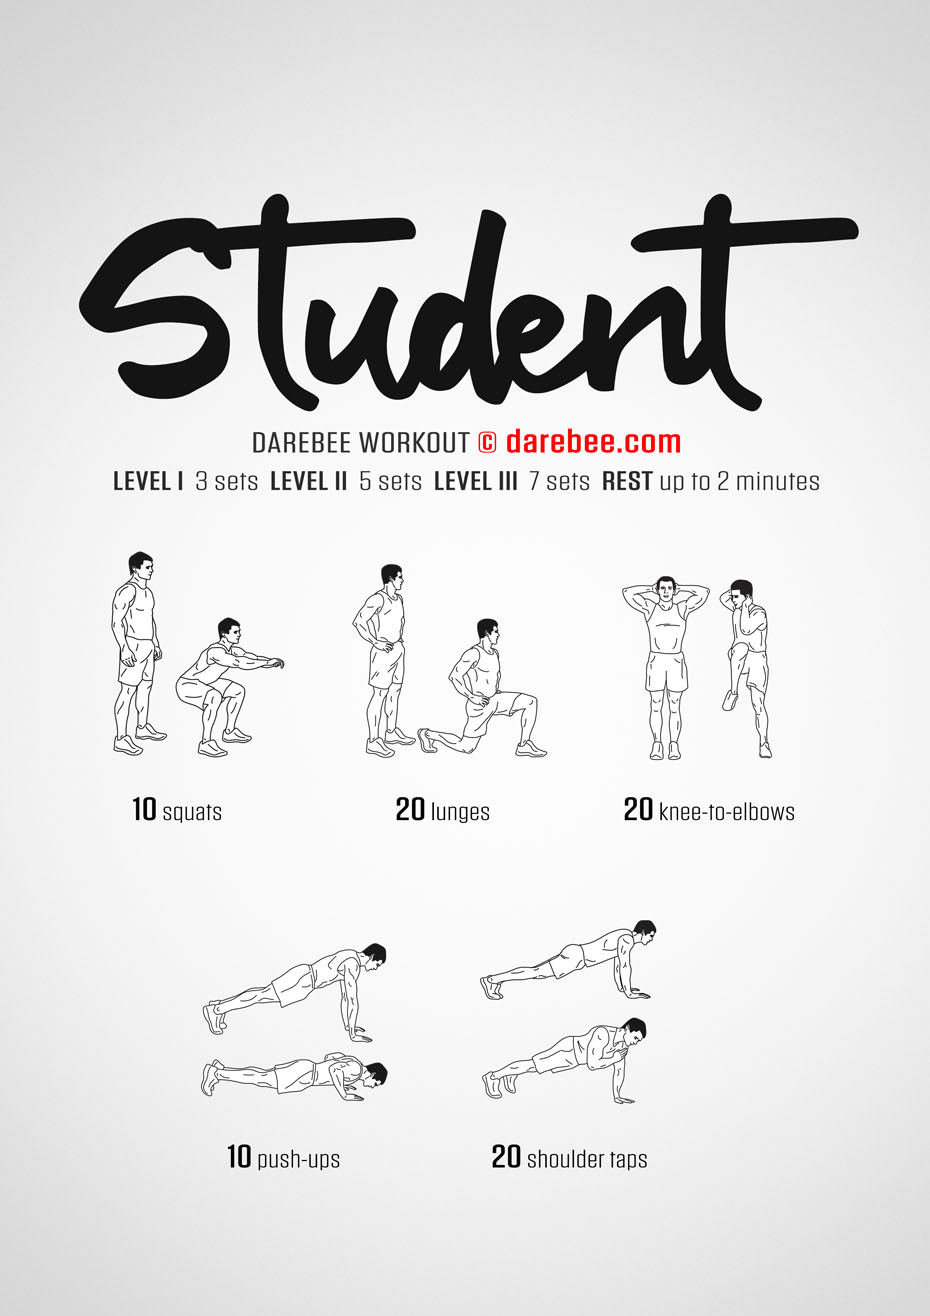 Student
DAREBEE WORKOUT © darebee.com
LEVEL I 3 sets LEVEL II 5 sets LEVEL III 7 sets REST up to 2 minutes
10 squats
20 lunges
20 knee-to-elbows
10 push-ups
20 shoulder taps